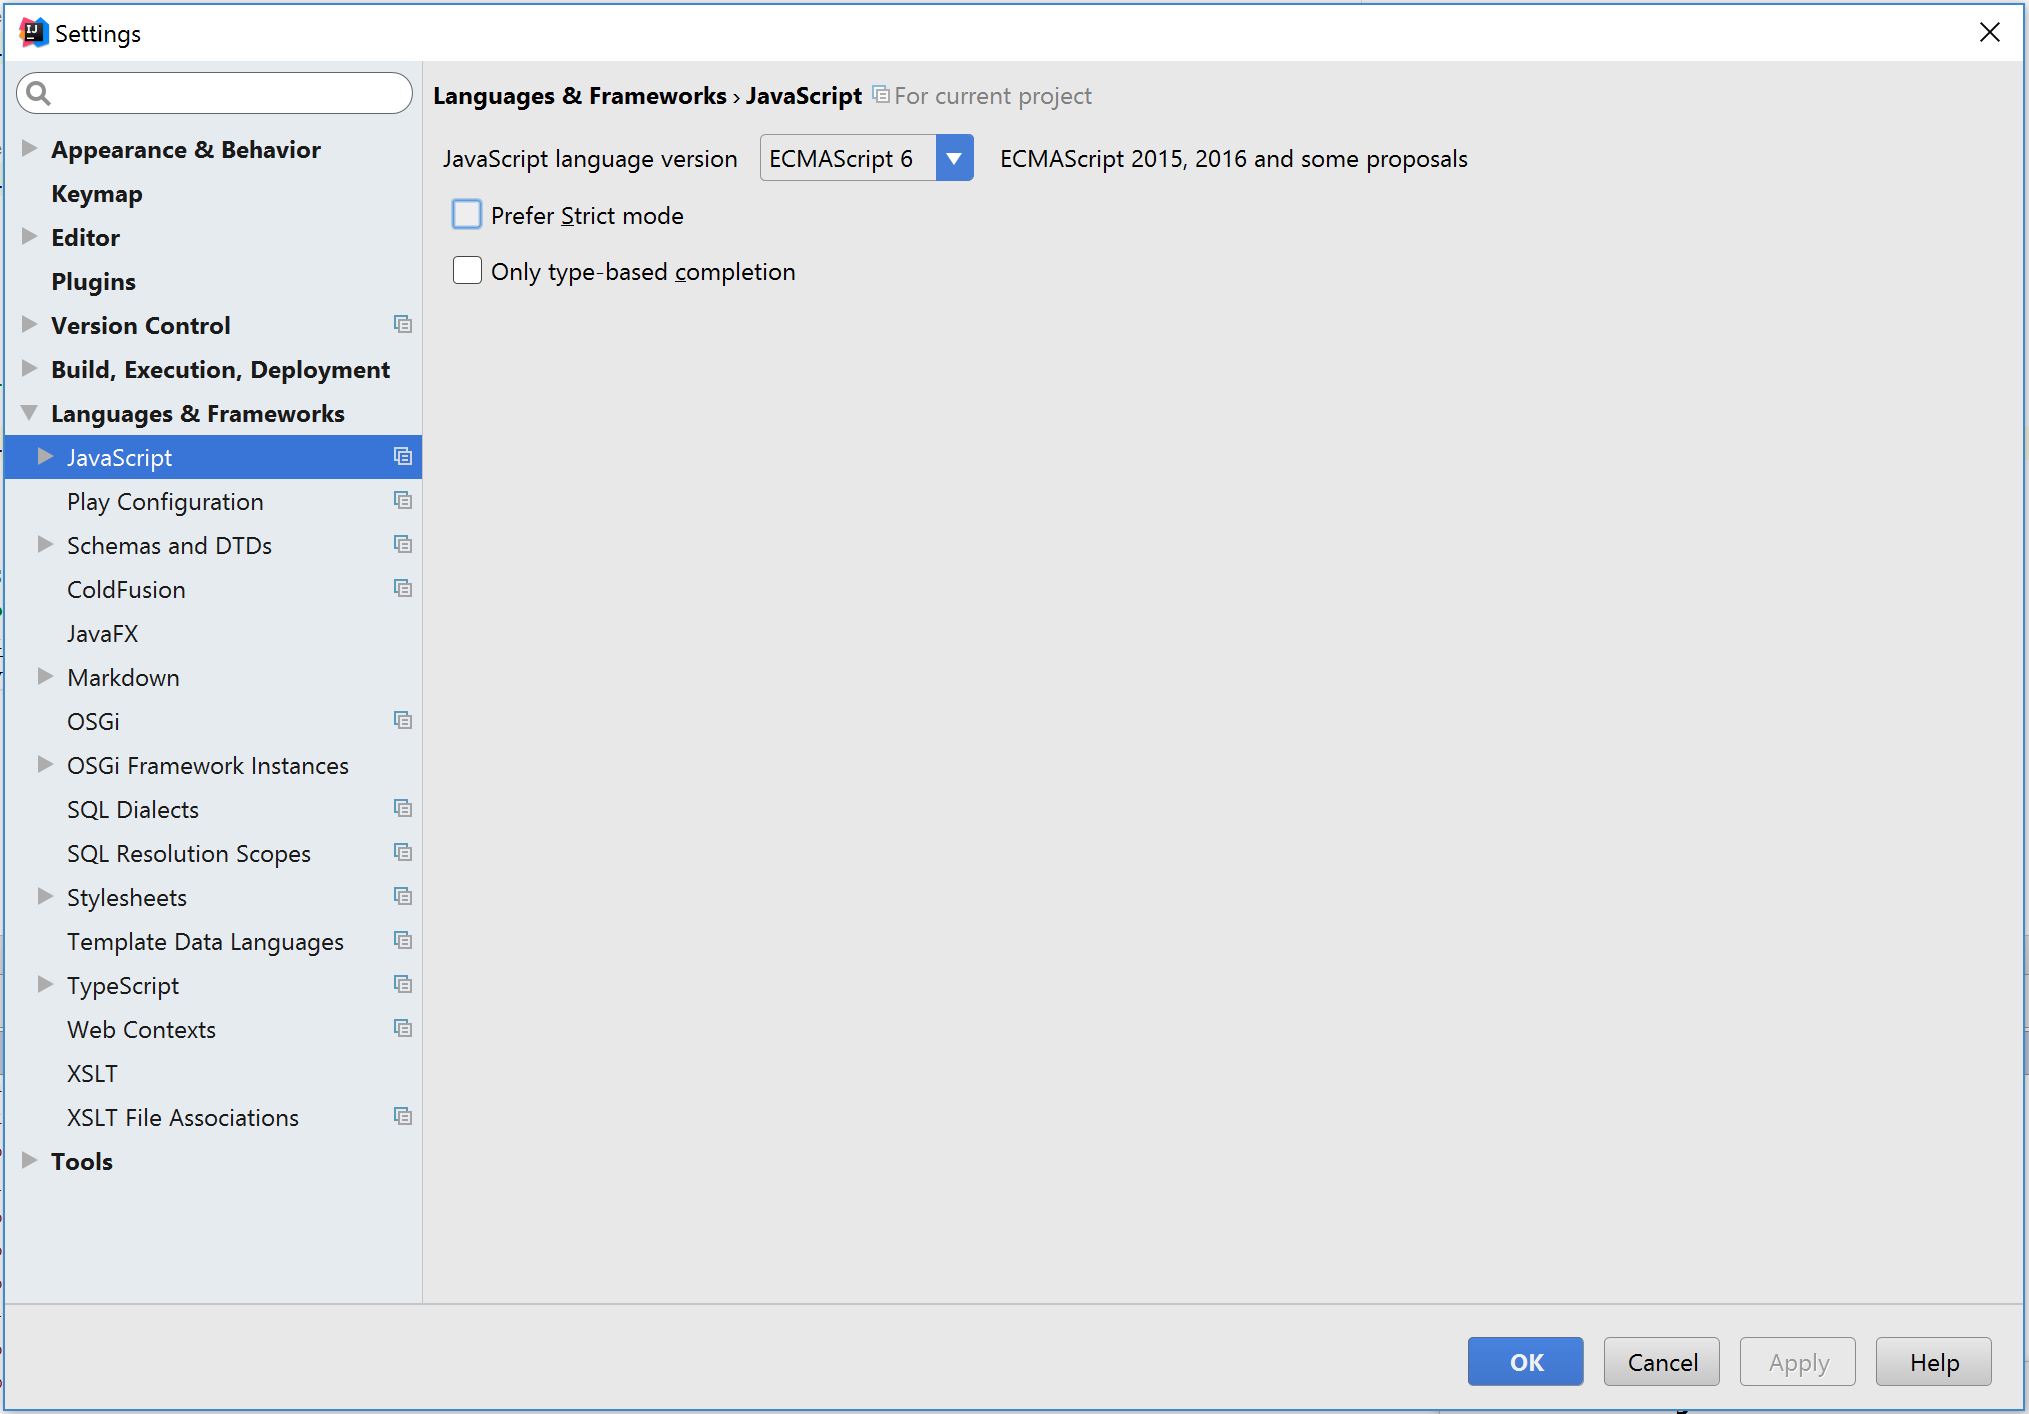 Settings
Languages & Frameworks › JavaScript For current project
JavaScript language version ECMAScript 6 ECMAScript 2015, 2016 and some proposals
Prefer Strict mode
Only type-based completion
Appearance & Behavior
Keymap
Editor
Plugins
Version Control
Build, Execution, Deployment
Languages & Frameworks
JavaScript
Play Configuration
Schemas and DTDs
ColdFusion
JavaFX
Markdown
OSGi
OSGi Framework Instances
SQL Dialects
SQL Resolution Scopes
Stylesheets
Template Data Languages
TypeScript
Web Contexts
XSLT
XSLT File Associations
Tools
OK Cancel Apply Help